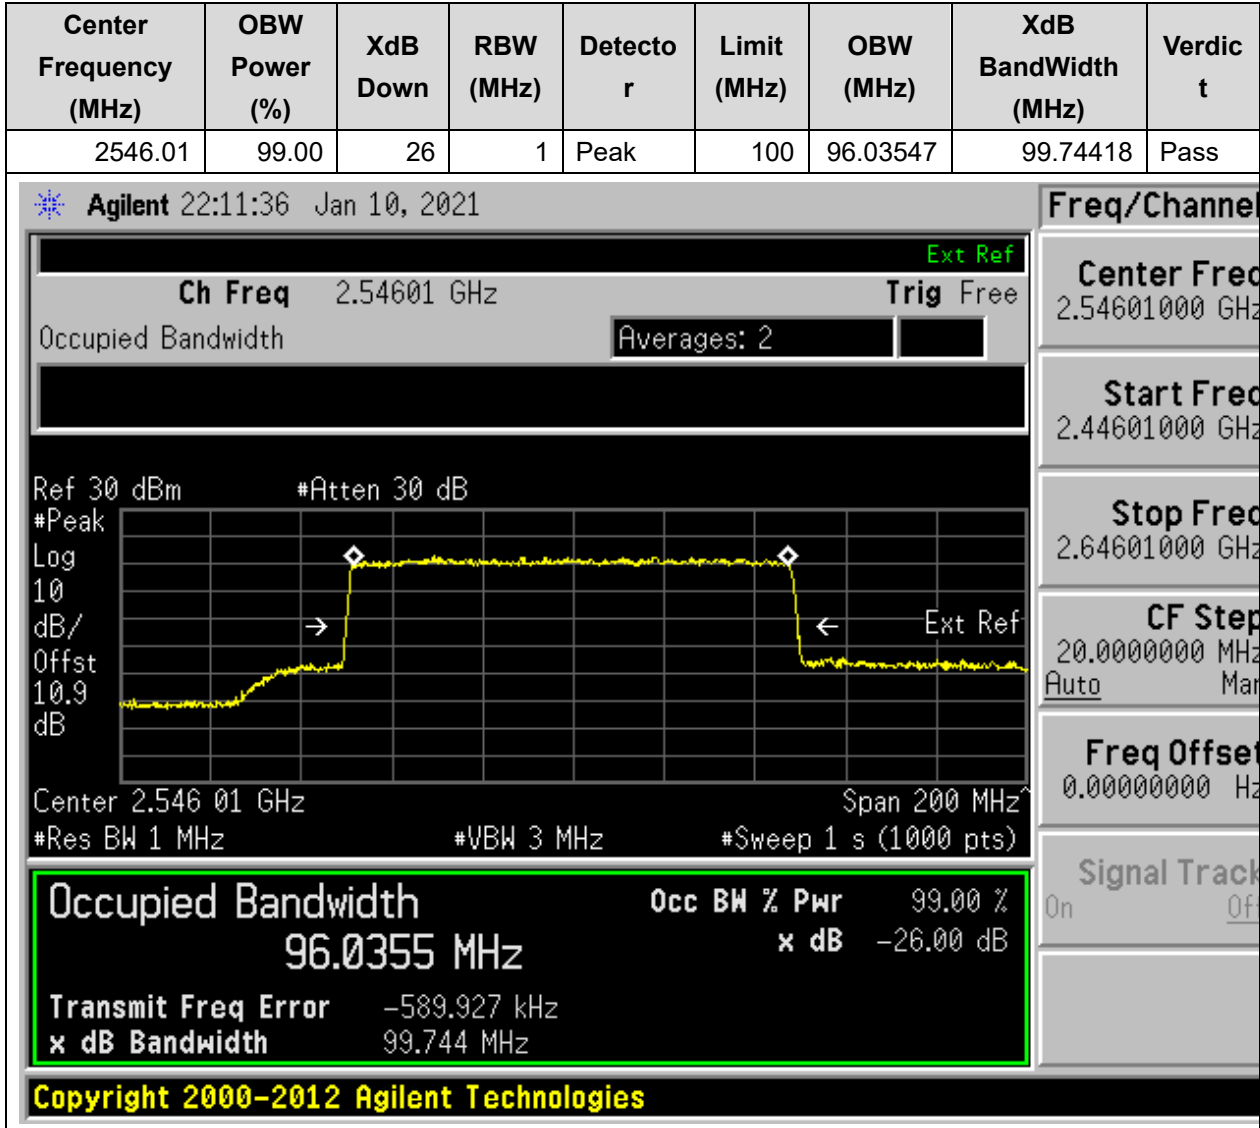 Center Frequency (MHz) OBW Power (%) XdB Down RBW (MHz) Detecto r Limit (MHz) OBW (MHz) XdB BandWidth (MHz) Verdic t
2546.01 99.00 26 1 Peak 100 96.03547 99.74418 Pass
Agilent 22:11:36 Jan 10, 2021 Freq/Channel
Ext Ref
Ch Freq 2.54601 GHz Trig Free
Occupied Bandwidth Averages: 2
Center Freq
2.54601000 GHz
Start Freq
2.44601000 GHz
Stop Freq
2.64601000 GHz
CF Step
20.0000000 MHz
Auto Man
Freq Offset
0.00000000 Hz
Signal Track
On Off
Ref 30 dBm #Atten 30 dB
#Peak
Log
10
dB/
Offst
10.9
dB
Ext Ref
Center 2.546 01 GHz Span 200 MHz^
#Res BW 1 MHz #VBW 3 MHz #Sweep 1 s (1000 pts)
Occupied Bandwidth Occ BW % Pwr 99.00 %
96.0355 MHz x dB -26.00 dB
Transmit Freq Error -589.927 kHz
x dB Bandwidth 99.744 MHz
Copyright 2000-2012 Agilent Technologies